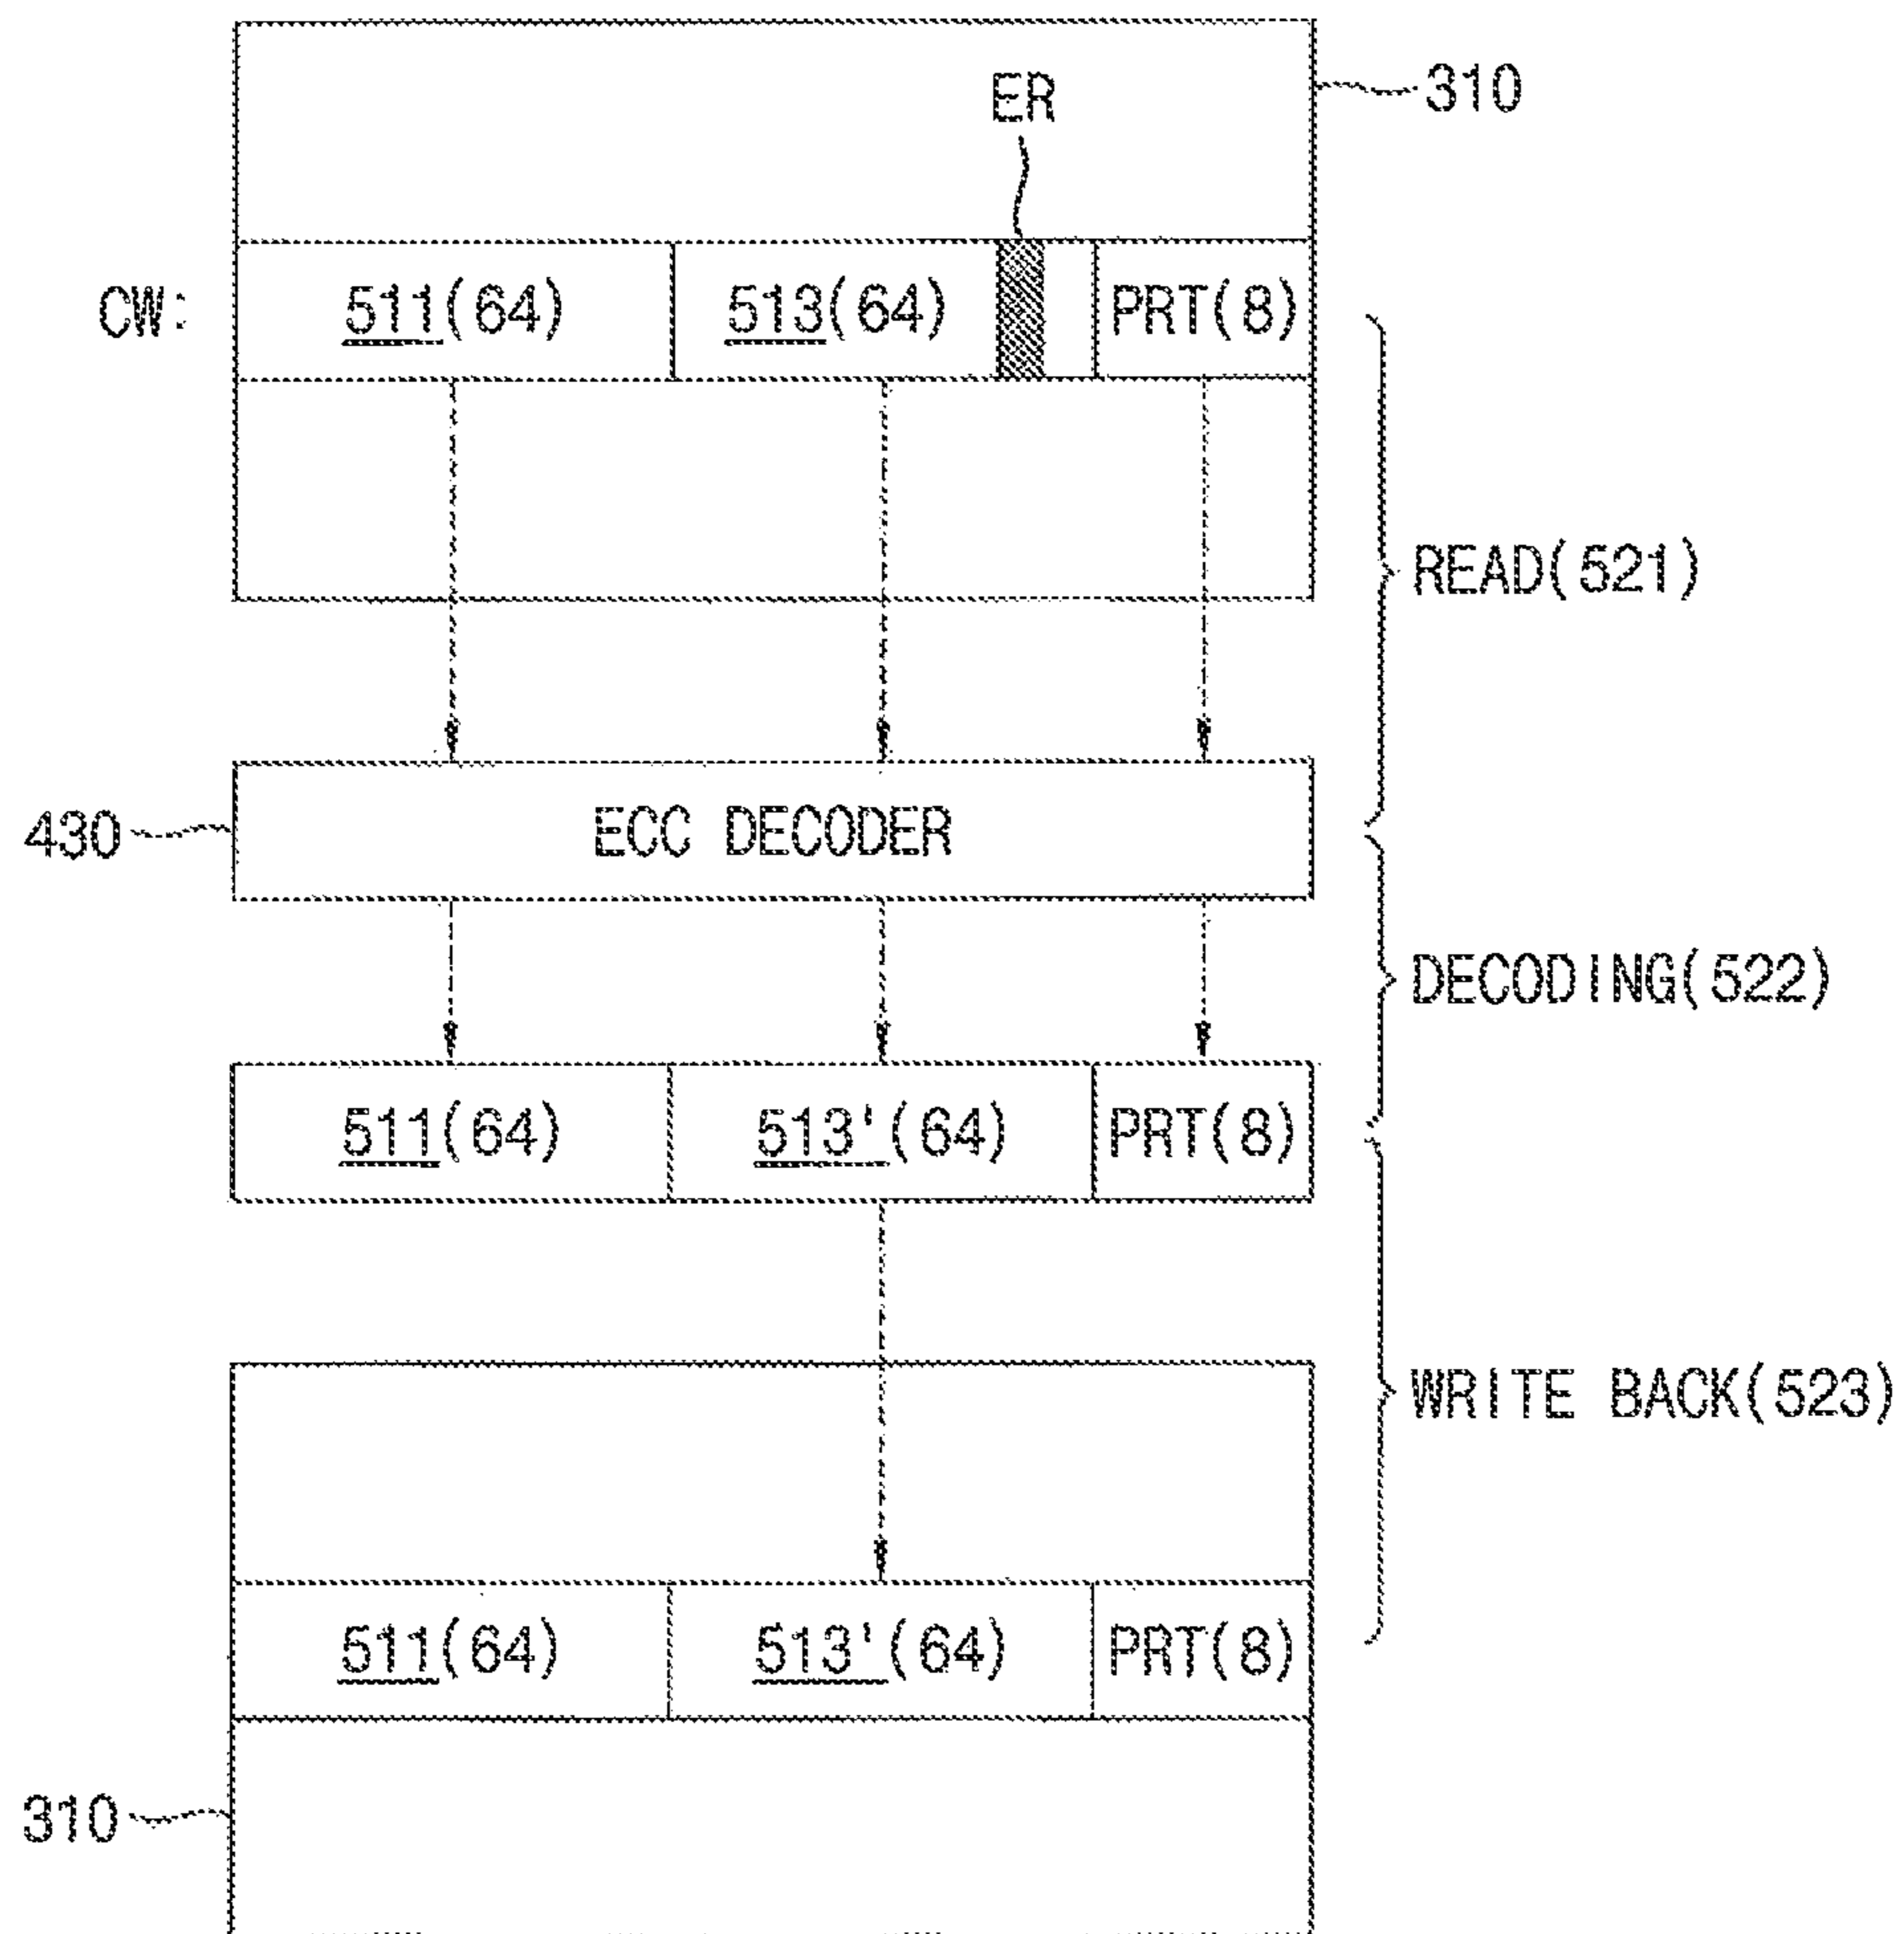 310
ER
CW: 511(64) 513(64) PRT(8)
READ(521)
430 ECC DECODER
DECODING(522)
511(64) 513'(64) PRT(8)
WRITE BACK(523)
511(64) 513'(64) PRT(8)
310